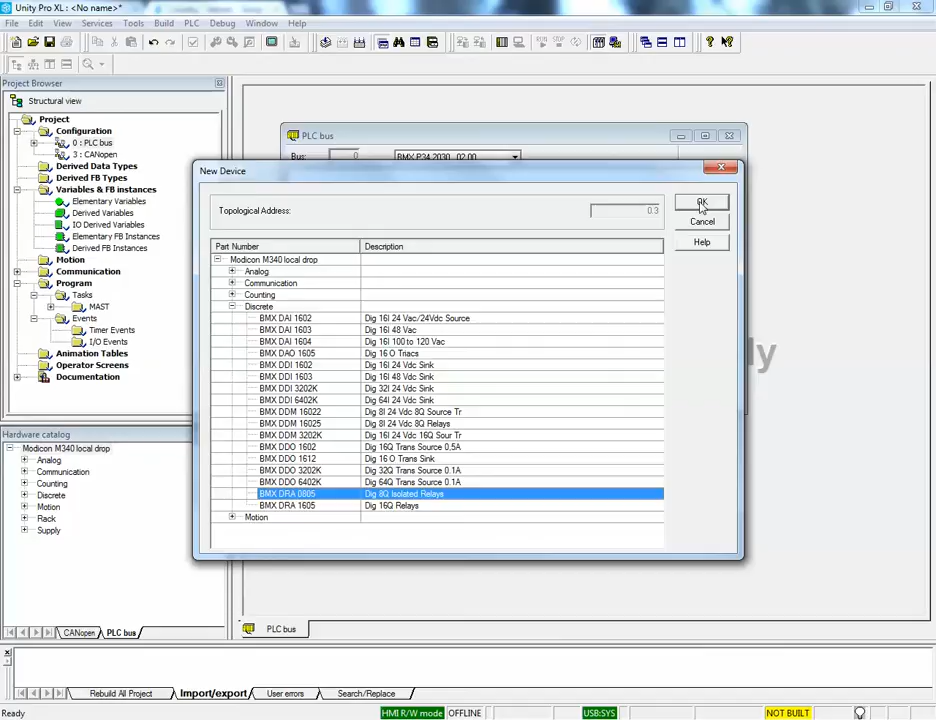 Unity Pro XL : <No name>*
File Edit View Services Tools Build PLC Debug Window Help
Project Browser
Structural view
Project
Configuration
0 : PLC bus
3 : CANopen
Derived Data Types
Derived FB Types
Variables & FB instances
Elementary Variables
Derived Variables
IO Derived Variables
Elementary FB Instances
Derived FB Instances
Motion
Communication
Program
Tasks
MAST
Events
Timer Events
I/O Events
Animation Tables
Operator Screens
Documentation
Hardware catalog
Modicon M340 local drop
Analog
Communication
Counting
Discrete
Motion
Rack
Supply
CANopen PLC bus
PLC bus
Bus: 0 BMX P34 2030 02.00
New Device
Topological Address: 0.3
OK
Cancel
Help
Part Number Description
Modicon M340 local drop
Analog
Communication
Counting
Discrete
BMX DAI 1602 Dig 16I 24 Vac/24Vdc Source
BMX DAI 1603 Dig 16I 48 Vac
BMX DAI 1604 Dig 16I 100 to 120 Vac
BMX DAO 1605 Dig 16 O Triacs
BMX DDI 1602 Dig 16I 24 Vdc Sink
BMX DDI 1603 Dig 16I 48 Vdc Sink
BMX DDI 3202K Dig 32I 24 Vdc Sink
BMX DDI 6402K Dig 64I 24 Vdc Sink
BMX DDM 16022 Dig 8I 24 Vdc 8Q Source Tr
BMX DDM 16025 Dig 8I 24 Vdc 8Q Relays
BMX DDM 3202K Dig 16I 24 Vdc 16Q Sour Tr
BMX DDO 1602 Dig 16Q Trans Source 0,5A
BMX DDO 1612 Dig 16 O Trans Sink
BMX DDO 3202K Dig 32Q Trans Source 0.1A
BMX DDO 6402K Dig 64Q Trans Source 0.1A
BMX DRA 0805 Dig 8Q Isolated Relays
BMX DRA 1605 Dig 16Q Relays
Motion
ly
PLC bus
Rebuild All Project Import/export User errors Search/Replace
Ready HMI R/W mode OFFLINE USB:SYS NOT BUILT